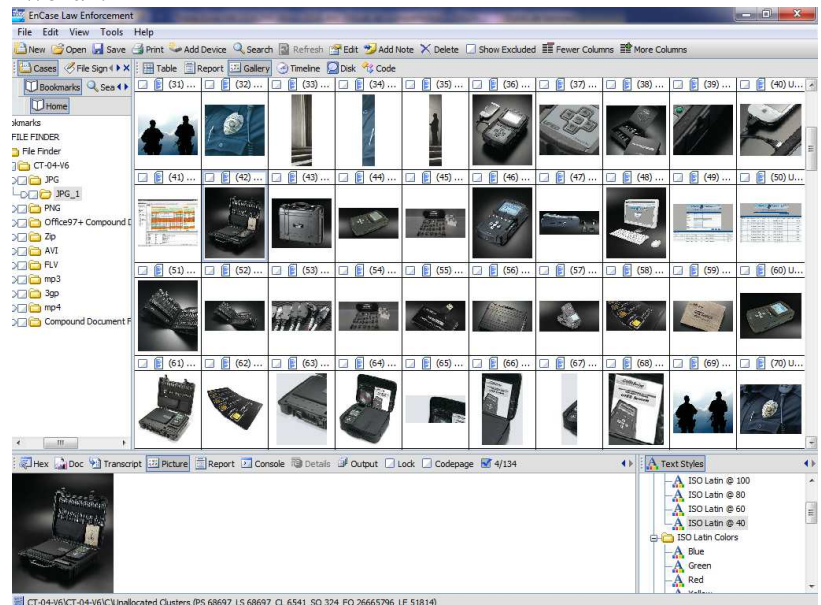 EnCase Law Enforcement
File Edit View Tools Help
New Open Save Print Add Device Search Refresh Edit Add Note Delete Show Excluded Fewer Columns More Columns
Cases File Sign Table Report Gallery Timeline Disk Code
Bookmarks Sea
Home
okmarks
FILE FINDER
File Finder
CT-04-V6
JPG
JPG_1
PNG
Office97+ Compound D
Zip
AVI
FLV
mp3
3gp
mp4
Compound Document F
(31) ... (32) ... (33) ... (34) ... (35) ... (36) ... (37) ... (38) ... (39) ... (40) U...
(41) ... (42) ... (43) ... (44) ... (45) ... (46) ... (47) ... (48) ... (49) ... (50) U...
(51) ... (52) ... (53) ... (54) ... (55) ... (56) ... (57) ... (58) ... (59) ... (60) U...
(61) ... (62) ... (63) ... (64) ... (65) ... (66) ... (67) ... (68) ... (69) ... (70) U...
Hex Doc Transcript Picture Report Console Details Output Lock Codepage 4/134
Text Styles
ISO Latin @ 100
ISO Latin @ 80
ISO Latin @ 60
ISO Latin @ 40
ISO Latin Colors
Blue
Green
Red
CT-04-V6\CT-04-V6\C\Unallocated Clusters (PS 68697 LS 68697 CL 6541 SO 324 FO 26665796 LE 51814)